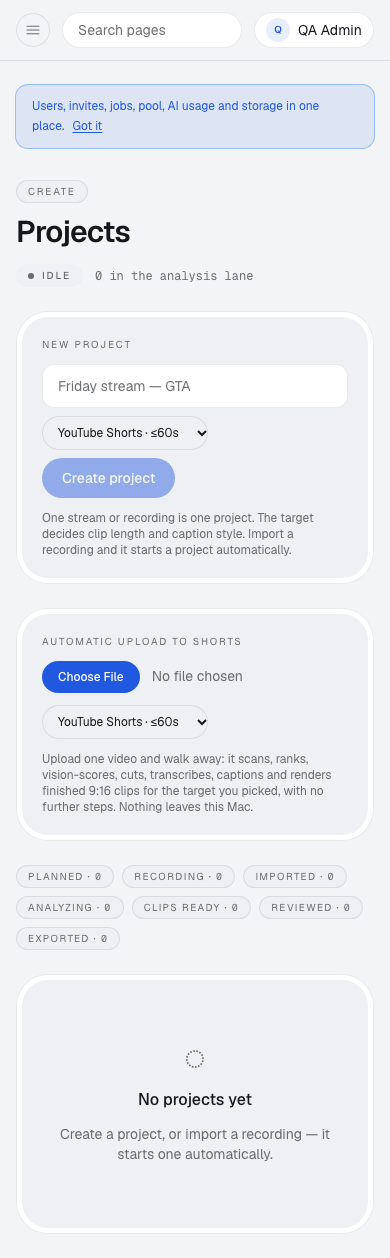 Search pages
Q QA Admin
Users, invites, jobs, pool, AI usage and storage in one
place. Got it
CREATE
Projects
IDLE 0 in the analysis lane
NEW PROJECT
Friday stream — GTA
YouTube Shorts · ≤60s
Create project
One stream or recording is one project. The target
decides clip length and caption style. Import a
recording and it starts a project automatically.
AUTOMATIC UPLOAD TO SHORTS
Choose File No file chosen
YouTube Shorts · ≤60s
Upload one video and walk away: it scans, ranks,
vision-scores, cuts, transcribes, captions and renders
finished 9:16 clips for the target you picked, with no
further steps. Nothing leaves this Mac.
PLANNED · 0 RECORDING · 0 IMPORTED · 0
ANALYZING · 0 CLIPS READY · 0 REVIEWED · 0
EXPORTED · 0
No projects yet
Create a project, or import a recording — it
starts one automatically.